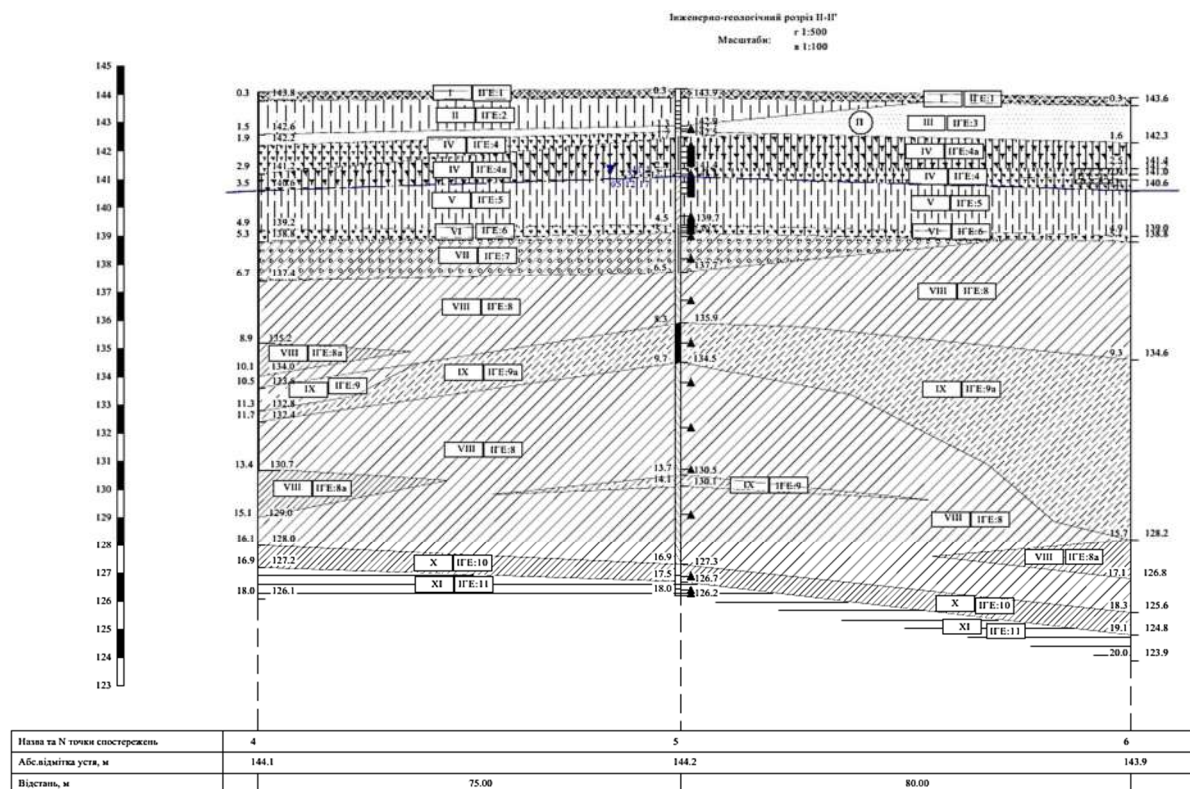 Інженерно-геологічний розріз II-II'
Масштаби:
г 1:500
в 1:100
145
144
143
142
141
140
139
138
137
136
135
134
133
132
131
130
129
128
127
126
125
124
123
0.3 143.8
1.5 142.6
1.9 142.2
2.9 141.2
3.5 140.6
4.9 139.2
5.3 138.8
6.7 137.4
8.9 135.2
10.1 134.0
10.5 133.6
11.3 132.8
11.7 132.4
13.4 130.7
15.1 129.0
16.1 128.0
16.9 127.2
18.0 126.1
I ІГЕ:1
II ІГЕ:2
IV ІГЕ:4
IV ІГЕ:4а
V ІГЕ:5
VI ІГЕ:6
VII ІГЕ:7
VIII ІГЕ:8
VIII ІГЕ:8а
IX ІГЕ:9
IX ІГЕ:9а
VIII ІГЕ:8
VIII ІГЕ:8а
X ІГЕ:10
XI ІГЕ:11
05.12.17
0.3 143.9
4.5 139.7
6.5 137.7
8.3 135.9
9.7 134.5
13.7 130.5
14.1 130.1
16.9 127.3
17.5 126.7
18.0 126.2
I ІГЕ:1
П
III ІГЕ:3
IV ІГЕ:4а
IV ІГЕ:4
V ІГЕ:5
VI ІГЕ:6
VIII ІГЕ:8
IX ІГЕ:9а
IX ІГЕ:9
VIII ІГЕ:8
VIII ІГЕ:8а
X ІГЕ:10
XI ІГЕ:11
0.3 143.6
1.6 142.3
141.4
141.0
140.6
4.9 139.0
138.8
9.3 134.6
15.7 128.2
17.1 126.8
18.3 125.6
19.1 124.8
20.0 123.9
Назва та N точки спостережень 4 5 6
Абс.відмітка устя, м 144.1 144.2 143.9
Відстань, м 75.00 80.00